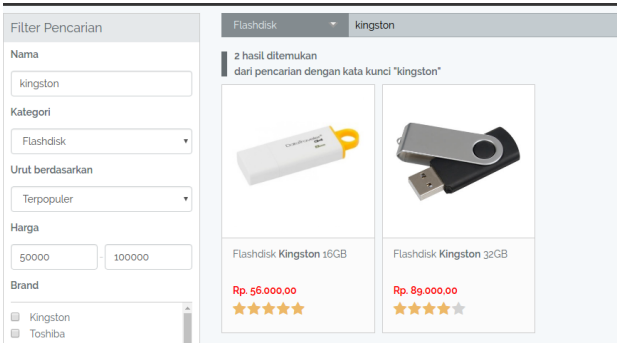 Filter Pencarian
Nama
kingston
Kategori
Flashdisk
Urut berdasarkan
Terpopuler
Harga
50000 - 100000
Brand
Kingston
Toshiba
Flashdisk kingston
2 hasil ditemukan
dari pencarian dengan kata kunci "kingston"
Flashdisk Kingston 16GB
Rp. 56.000,00
Flashdisk Kingston 32GB
Rp. 89.000,00